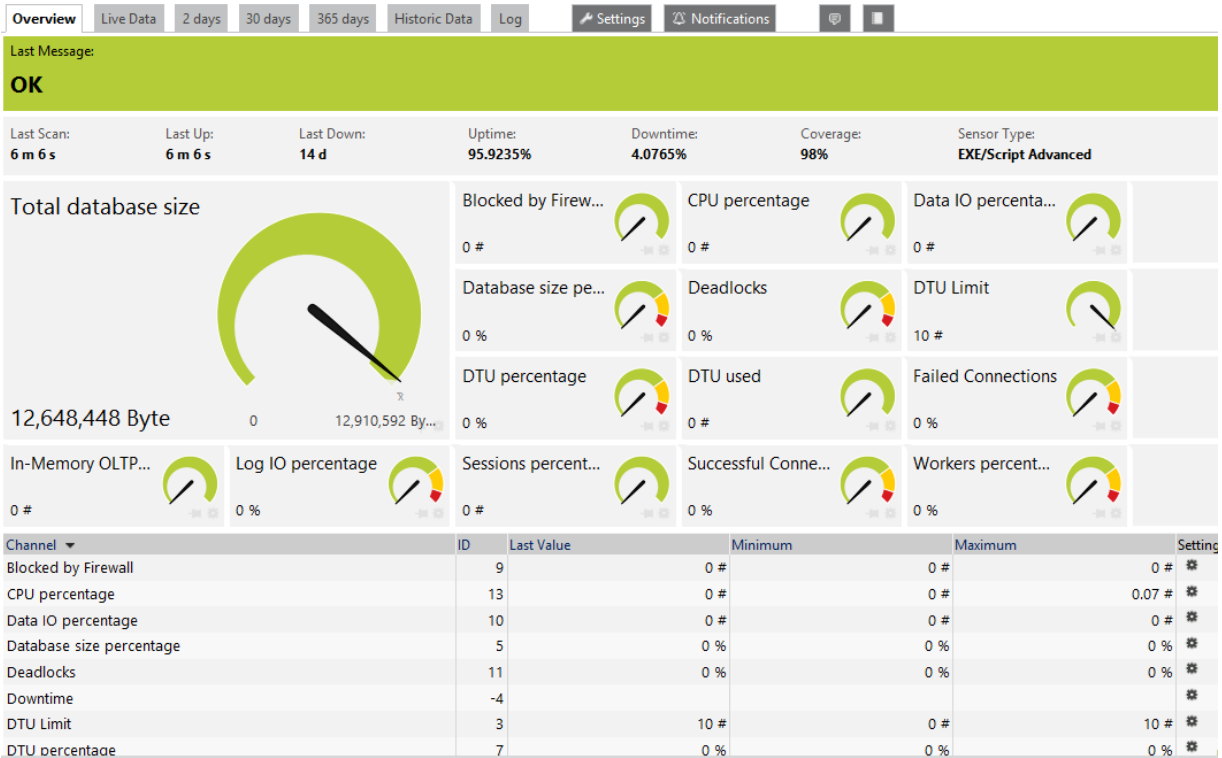 Overview Live Data 2 days 30 days 365 days Historic Data Log Settings Notifications
Last Message:
OK
Last Scan: Last Up: Last Down: Uptime: Downtime: Coverage: Sensor Type:
6 m 6 s 6 m 6 s 14 d 95.9235% 4.0765% 98% EXE/Script Advanced
Total database size
12,648,448 Byte
0 12,910,592 By...
Blocked by Firew... CPU percentage Data IO percenta...
0 # 0 # 0 #
Database size pe... Deadlocks DTU Limit
0 % 0 % 10 #
DTU percentage DTU used Failed Connections
0 % 0 # 0 %
In-Memory OLTP... Log IO percentage Sessions percent... Successful Conne... Workers percent...
0 # 0 % 0 # 0 % 0 %
Channel ID Last Value Minimum Maximum Setting
Blocked by Firewall 9 0 # 0 # 0 #
CPU percentage 13 0 # 0 # 0.07 #
Data IO percentage 10 0 # 0 # 0 #
Database size percentage 5 0 % 0 % 0 %
Deadlocks 11 0 % 0 % 0 %
Downtime -4
DTU Limit 3 10 # 0 # 10 #
DTU percentage 7 0 % 0 % 0 %